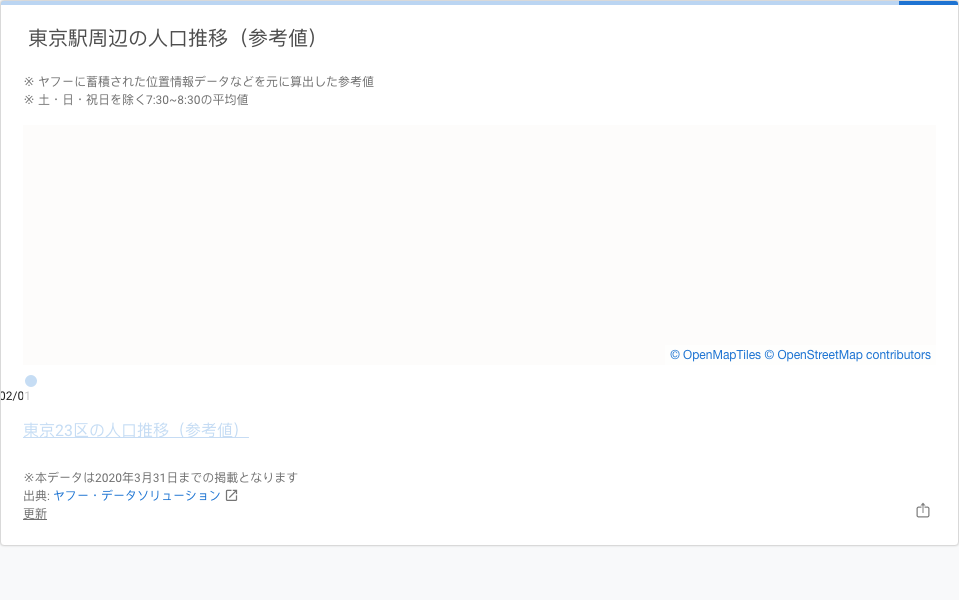 東京駅周辺の人口推移（参考値）
※ ヤフーに蓄積された位置情報データなどを元に算出した参考値
※ 土・日・祝日を除く7:30~8:30の平均値
© OpenMapTiles © OpenStreetMap contributors
02/01
東京23区の人口推移（参考値）
※本データは2020年3月31日までの掲載となります
出典: ヤフー・データソリューション
更新